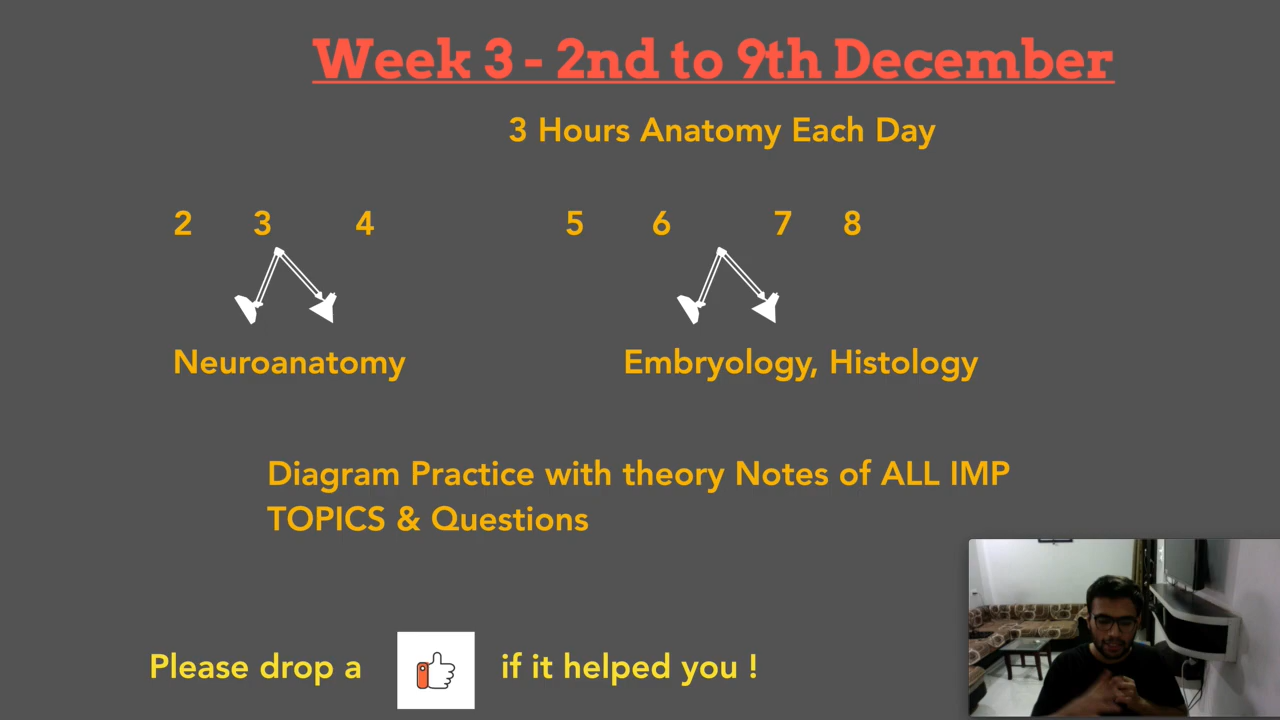 Week 3 - 2nd to 9th December
3 Hours Anatomy Each Day
2 3 4 5 6 7 8
Neuroanatomy Embryology, Histology
Diagram Practice with theory Notes of ALL IMP
TOPICS & Questions
Please drop a if it helped you !